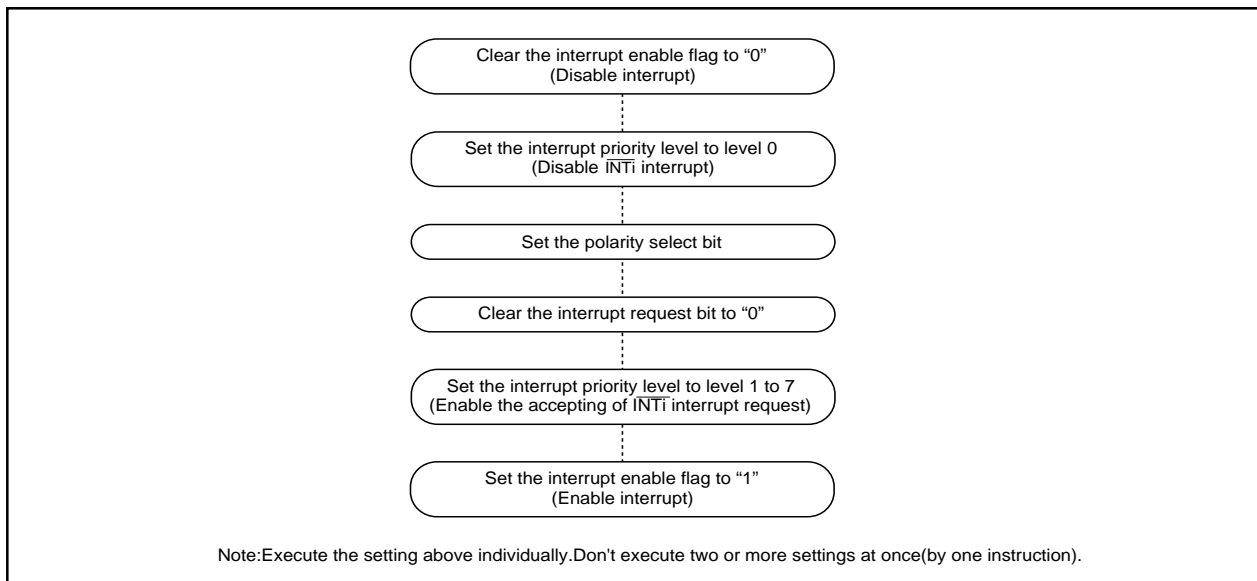 Clear the interrupt enable flag to “0”
(Disable interrupt)
Set the interrupt priority level to level 0
(Disable INTi interrupt)
Set the polarity select bit
Clear the interrupt request bit to “0”
Set the interrupt priority level to level 1 to 7
(Enable the accepting of INTi interrupt request)
Set the interrupt enable flag to “1”
(Enable interrupt)
Note:Execute the setting above individually.Don't execute two or more settings at once(by one instruction).